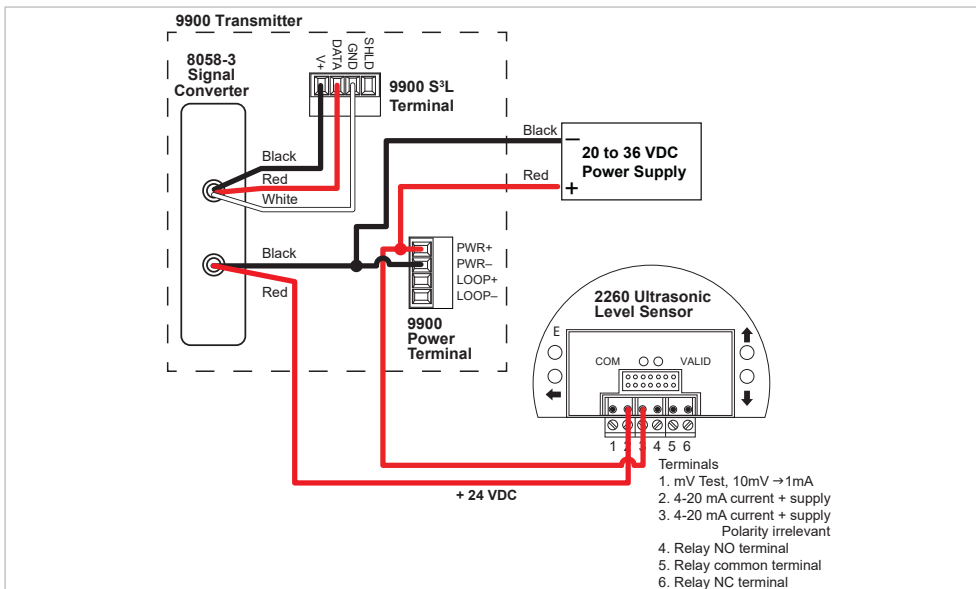 9900 Transmitter
8058-3
Signal
Converter
V+
DATA
GND
SHLD
9900 S³L
Terminal
Black
Red
White
Black
Red
Black
Red
–
+
20 to 36 VDC
Power Supply
PWR+
PWR–
LOOP+
LOOP–
9900
Power
Terminal
2260 Ultrasonic
Level Sensor
E
COM
VALID
1 2 3 4 5 6
+ 24 VDC
Terminals
1. mV Test, 10mV →1mA
2. 4-20 mA current + supply
3. 4-20 mA current + supply
Polarity irrelevant
4. Relay NO terminal
5. Relay common terminal
6. Relay NC terminal